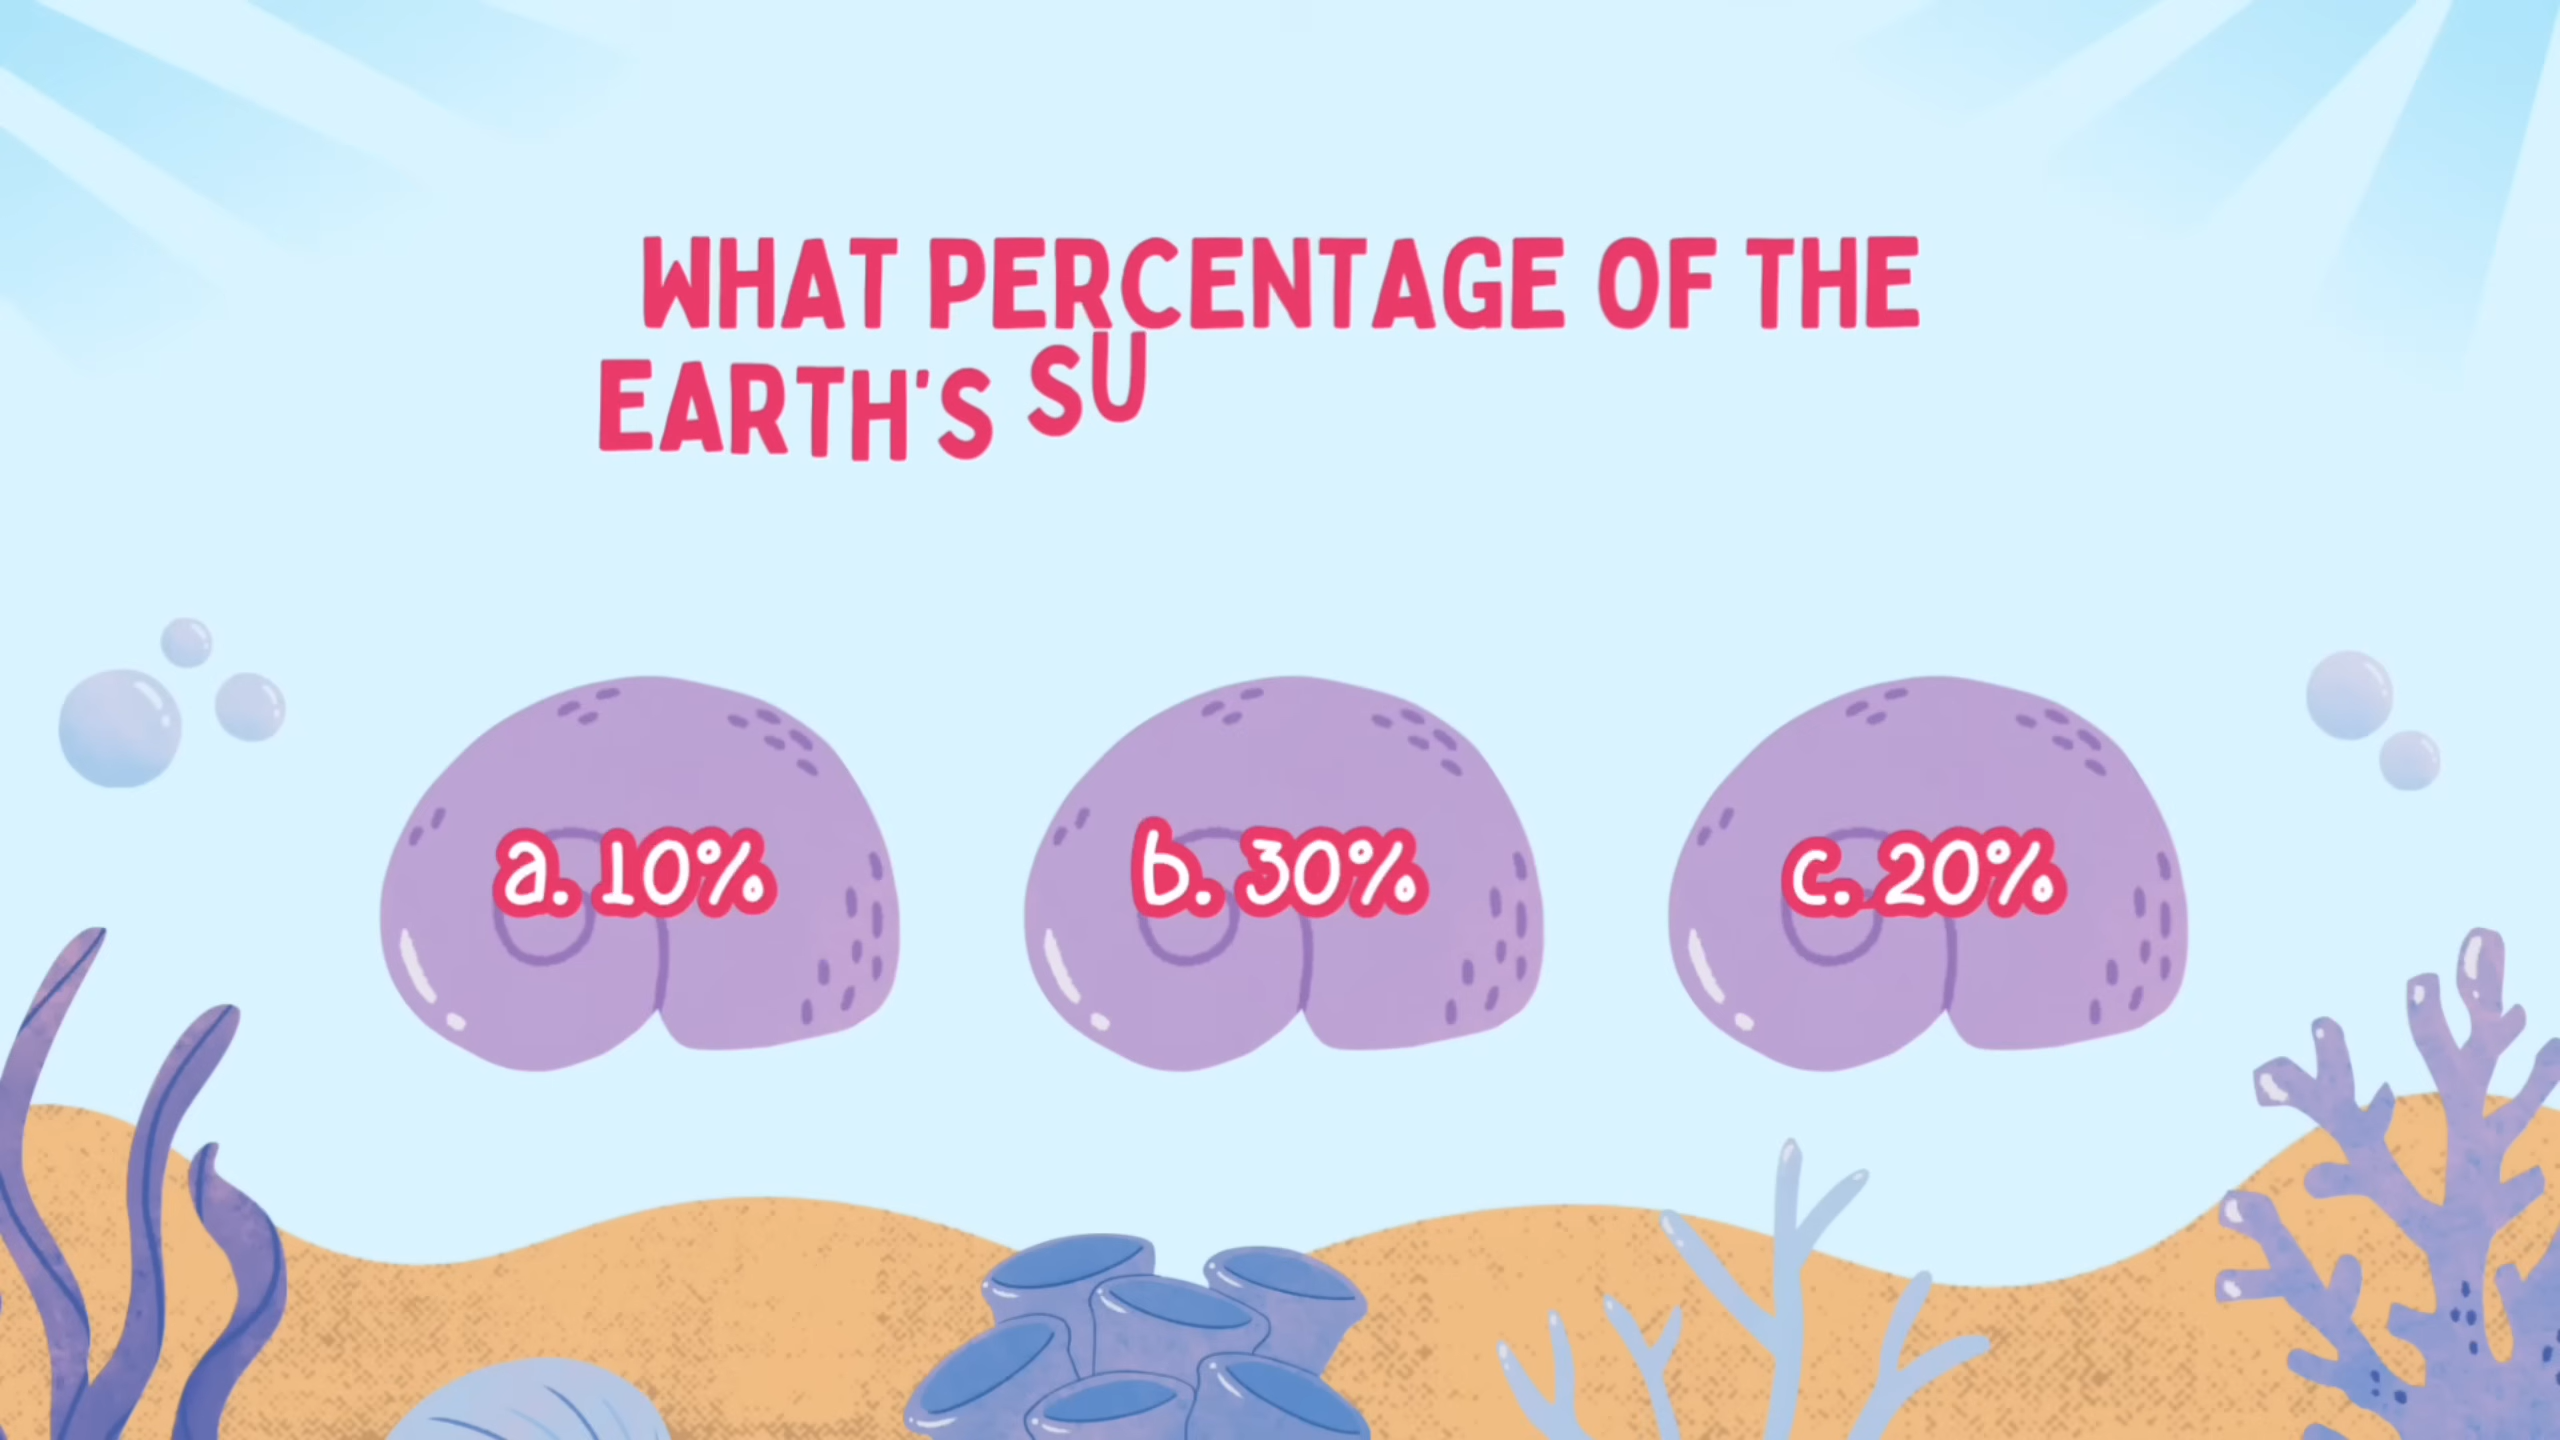 WHAT PERCENTAGE OF THE
EARTH'S SU
a. 10%
b. 30%
c. 20%